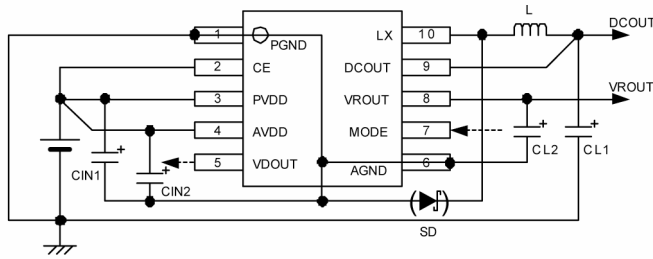 L
DCOUT
1 PGND LX 10
2 CE DCOUT 9
3 PVDD VROUT 8 VROUT
4 AVDD MODE 7
5 VDOUT AGND 6
CIN1
CIN2
CL2
CL1
SD